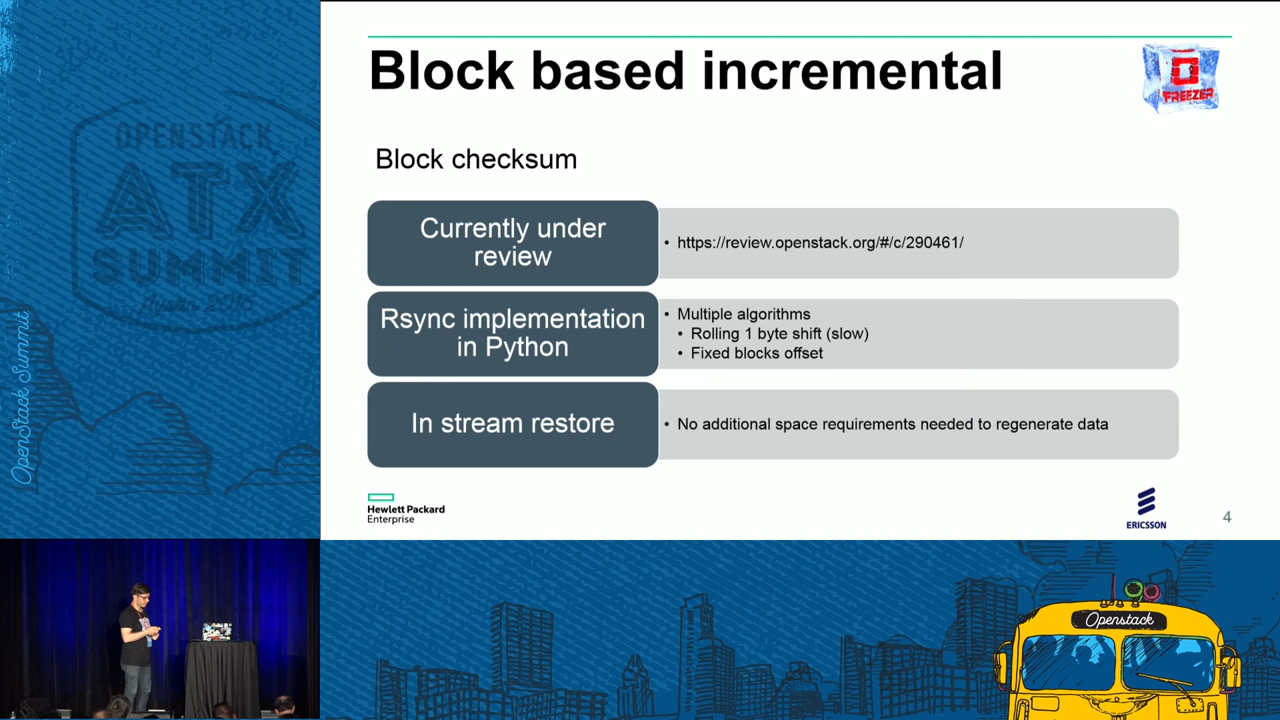 OPENSTACK
ATX
SUMMIT
Austin 2016
OpenStack Summit
Block based incremental
FREEZER
Block checksum
Currently under
review
• https://review.openstack.org/#/c/290461/
Rsync implementation
in Python
• Multiple algorithms
• Rolling 1 byte shift (slow)
• Fixed blocks offset
In stream restore
• No additional space requirements needed to regenerate data
Hewlett Packard
Enterprise
ERICSSON
4
Openstack